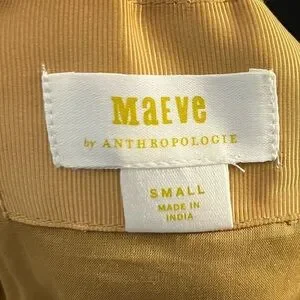 MAEVE
by ANTHROPOLOGIE
SMALL
MADE IN
INDIA